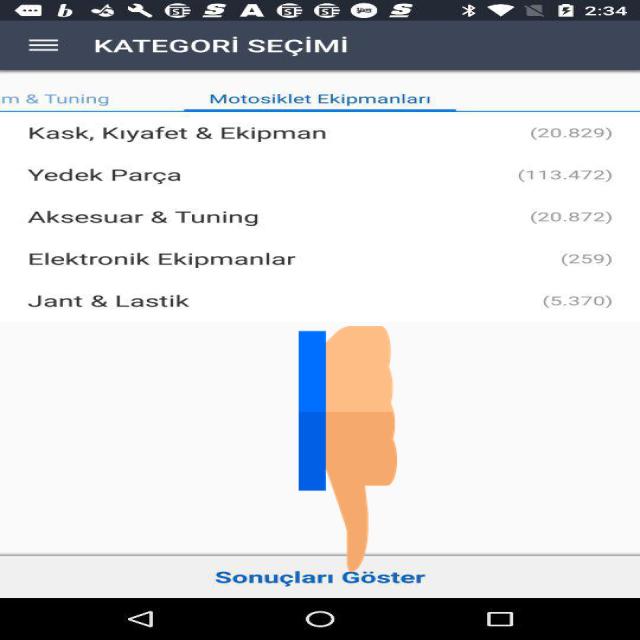 2:34
KATEGORİ SEÇİMİ
m & Tuning Motosiklet Ekipmanları
Kask, Kıyafet & Ekipman (20.829)
Yedek Parça (113.472)
Aksesuar & Tuning (20.872)
Elektronik Ekipmanlar (259)
Jant & Lastik (5.370)
Sonuçları Göster